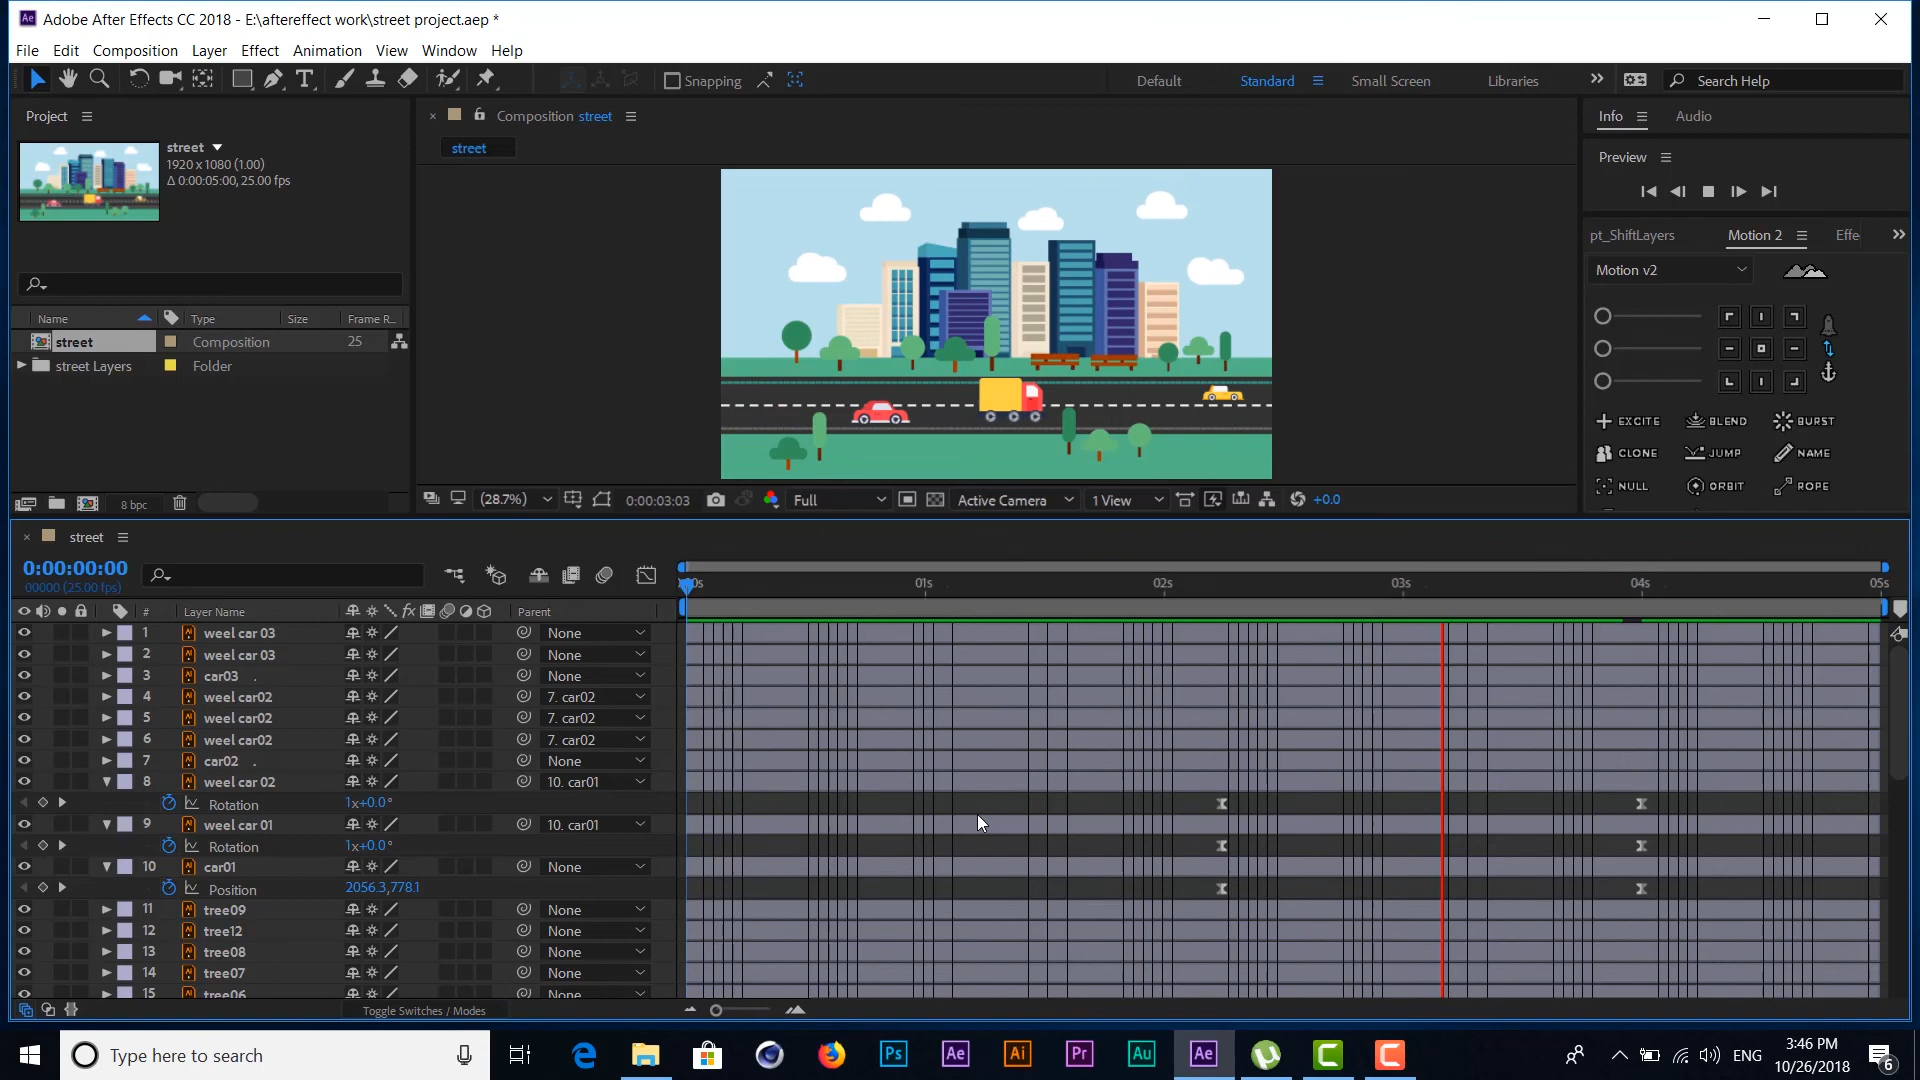 Ae Adobe After Effects CC 2018 - E:\aftereffect work\street project.aep *
File Edit Composition Layer Effect Animation View Window Help
Snapping Default Standard Small Screen Libraries Search Help
Project
street
1920 x 1080 (1.00)
Δ 0:00:05:00, 25.00 fps
Name Type Size Frame R...
street Composition 25
street Layers Folder
8 bpc
Composition street
street
(28.7%) 0:00:03:03 Full Active Camera 1 View +0.0
Info Audio
Preview
pt_ShiftLayers Motion 2 Effe
Motion v2
EXCITE BLEND BURST
CLONE JUMP NAME
NULL ORBIT ROPE
street
0:00:00:00
00000 (25.00 fps)
01s 02s 03s 04s 05s
# Layer Name fx Parent
1 weel car 03 None
2 weel car 03 None
3 car03 . None
4 weel car02 7. car02
5 weel car02 7. car02
6 weel car02 7. car02
7 car02 . None
8 weel car 02 10. car01
Rotation 1x+0.0°
9 weel car 01 10. car01
Rotation 1x+0.0°
10 car01 None
Position 2056.3,778.1
11 tree09 None
12 tree12 None
13 tree08 None
14 tree07 None
15 tree06 None
Toggle Switches / Modes
Type here to search
Ps Ae Ai Pr Au Ae
ENG
3:46 PM
10/26/2018
6